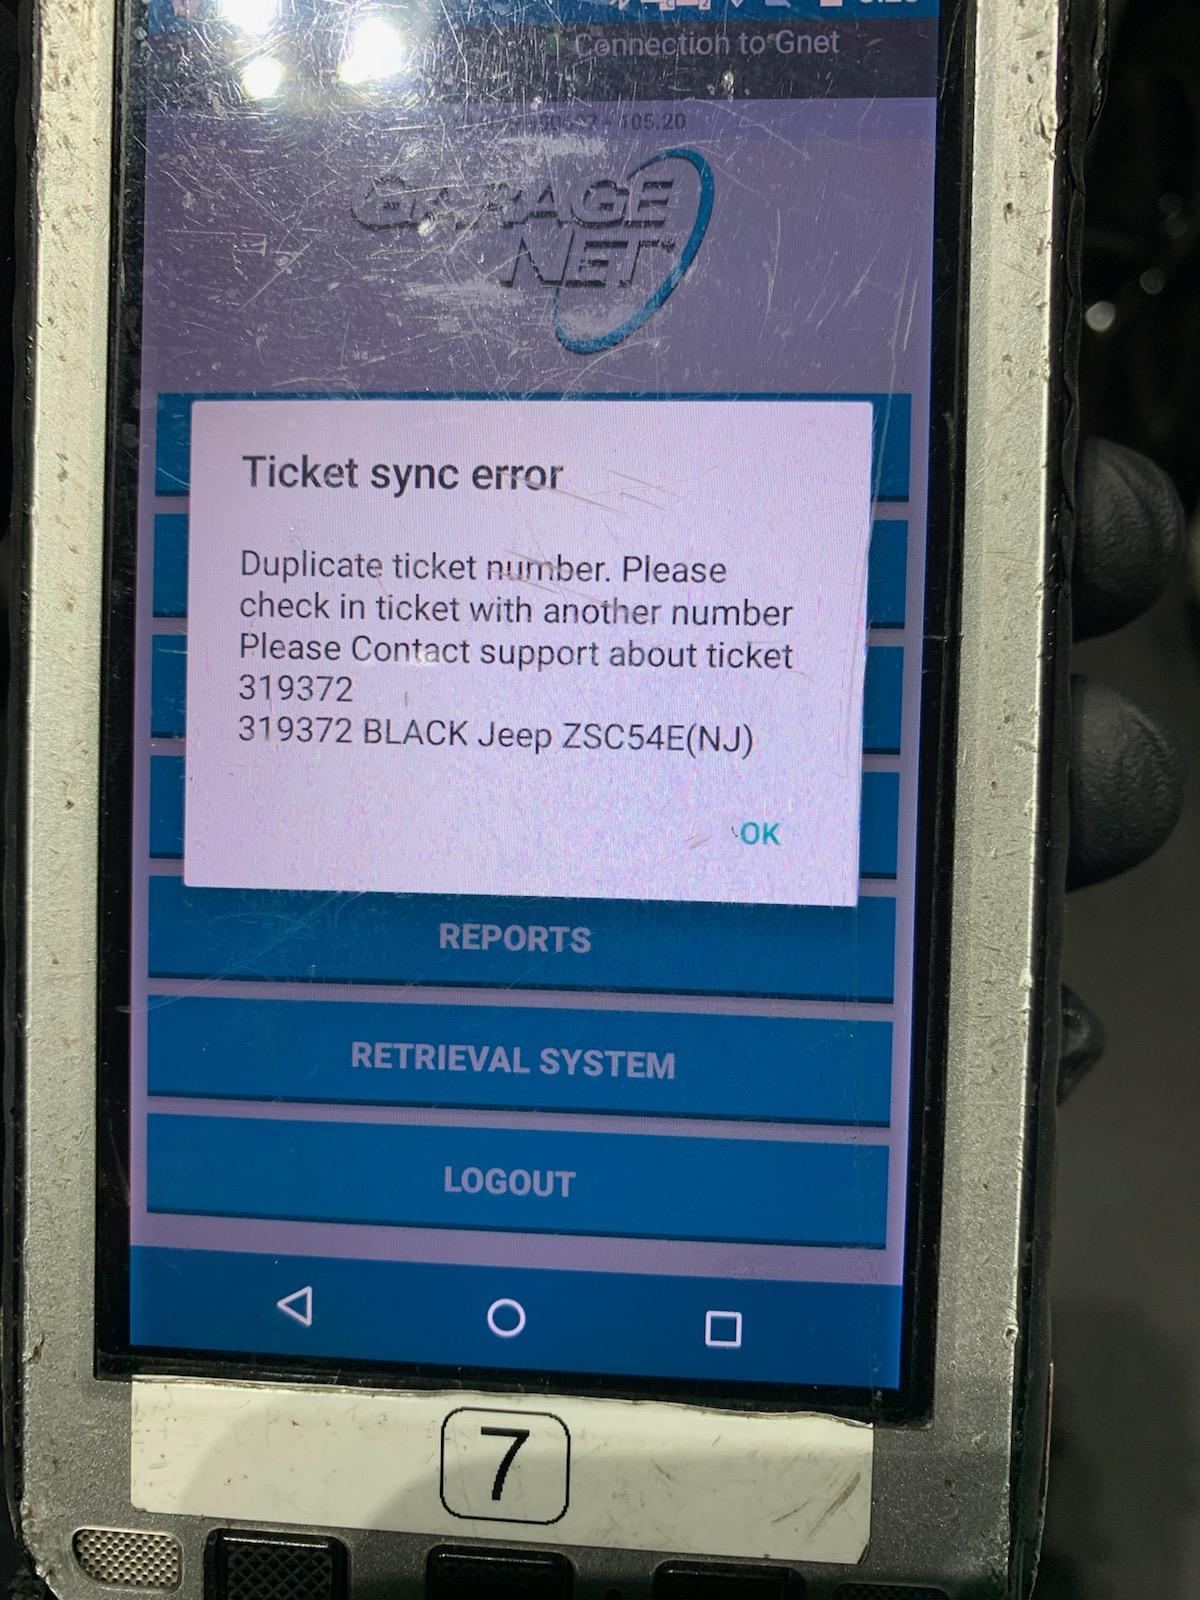 Connection to Gnet
105.20
GARAGE
NET
Ticket sync error
Duplicate ticket number. Please
check in ticket with another number
Please Contact support about ticket
319372
319372 BLACK Jeep ZSC54E(NJ)
OK
REPORTS
RETRIEVAL SYSTEM
LOGOUT
7